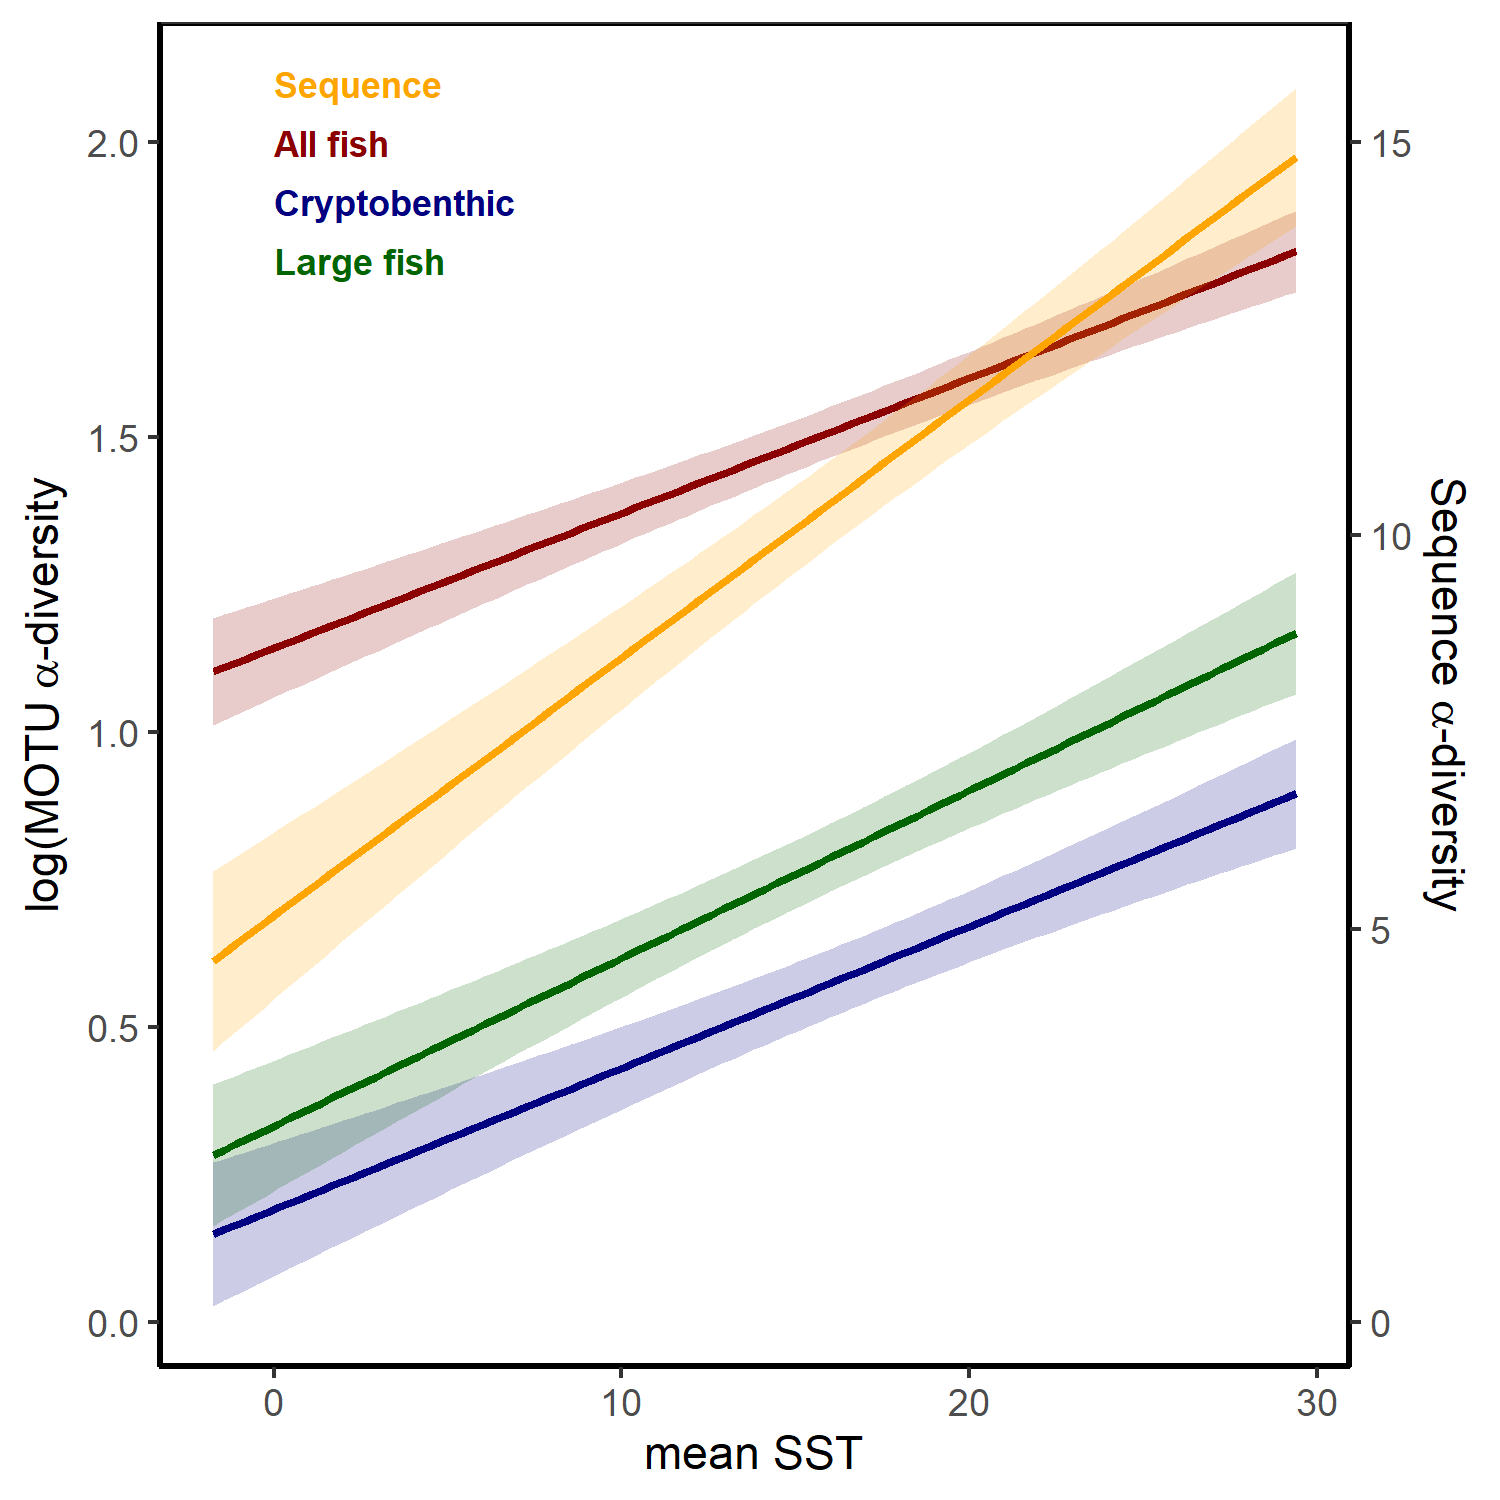 Sequence
All fish
Cryptobenthic
Large fish
2.0
1.5
1.0
0.5
0.0
15
10
5
0
0
10
20
30
mean SST
log(MOTU α-diversity
Sequence α-diversity